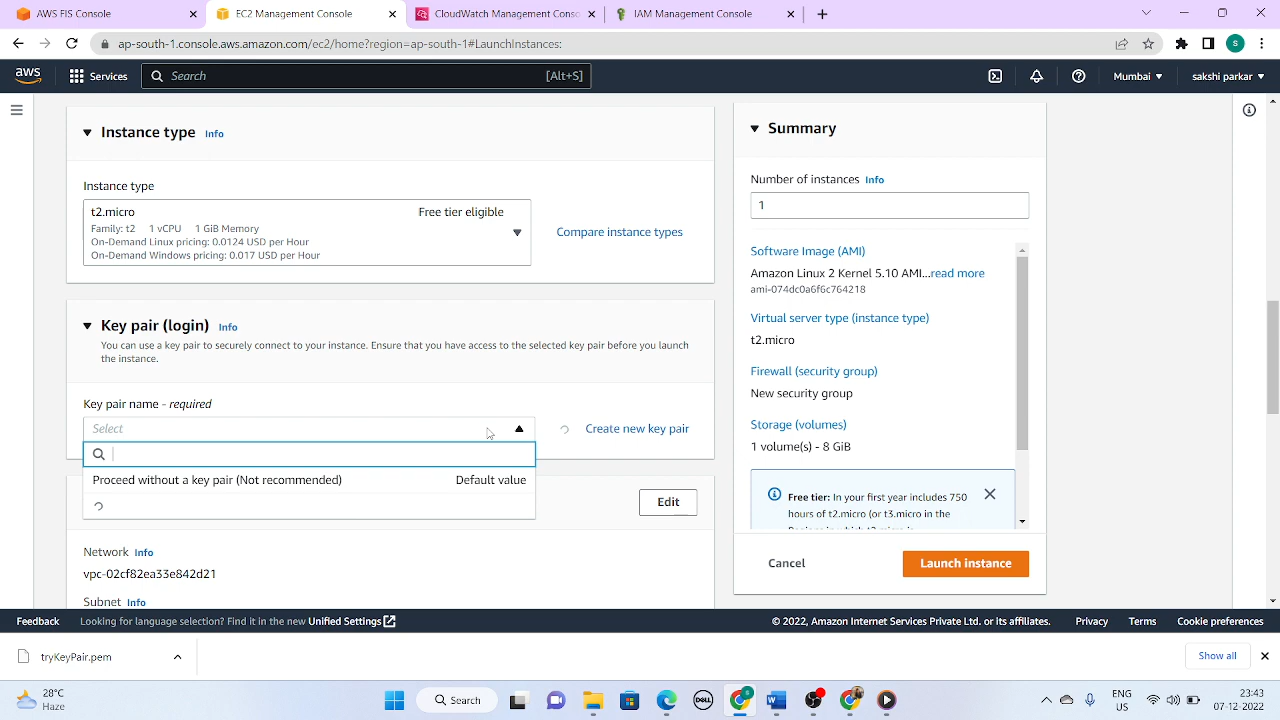 AWS FIS Console
EC2 Management Console
CloudWatch Management Cons
IAM Management Console
ap-south-1.console.aws.amazon.com/ec2/home?region=ap-south-1#LaunchInstances:
S
aws
Services
Search
[Alt+S]
Mumbai
sakshi parkar
Instance type Info
Instance type
t2.micro
Free tier eligible
Family: t2 1 vCPU 1 GiB Memory
On-Demand Linux pricing: 0.0124 USD per Hour
On-Demand Windows pricing: 0.017 USD per Hour
Compare instance types
Key pair (login) Info
You can use a key pair to securely connect to your instance. Ensure that you have access to the selected key pair before you launch
the instance.
Key pair name - required
Select
Create new key pair
Proceed without a key pair (Not recommended)
Default value
Edit
Network Info
vpc-02cf82ea33e842d21
Subnet Info
Summary
Number of instances Info
1
Software Image (AMI)
Amazon Linux 2 Kernel 5.10 AMI...read more
ami-074dc0a6f6c764218
Virtual server type (instance type)
t2.micro
Firewall (security group)
New security group
Storage (volumes)
1 volume(s) - 8 GiB
Free tier: In your first year includes 750
hours of t2.micro (or t3.micro in the
Cancel
Launch instance
Feedback
Looking for language selection? Find it in the new Unified Settings
© 2022, Amazon Internet Services Private Ltd. or its affiliates.
Privacy
Terms
Cookie preferences
tryKeyPair.pem
Show all
28°C
Haze
Search
DELL
W
ENG
US
23:43
07-12-2022